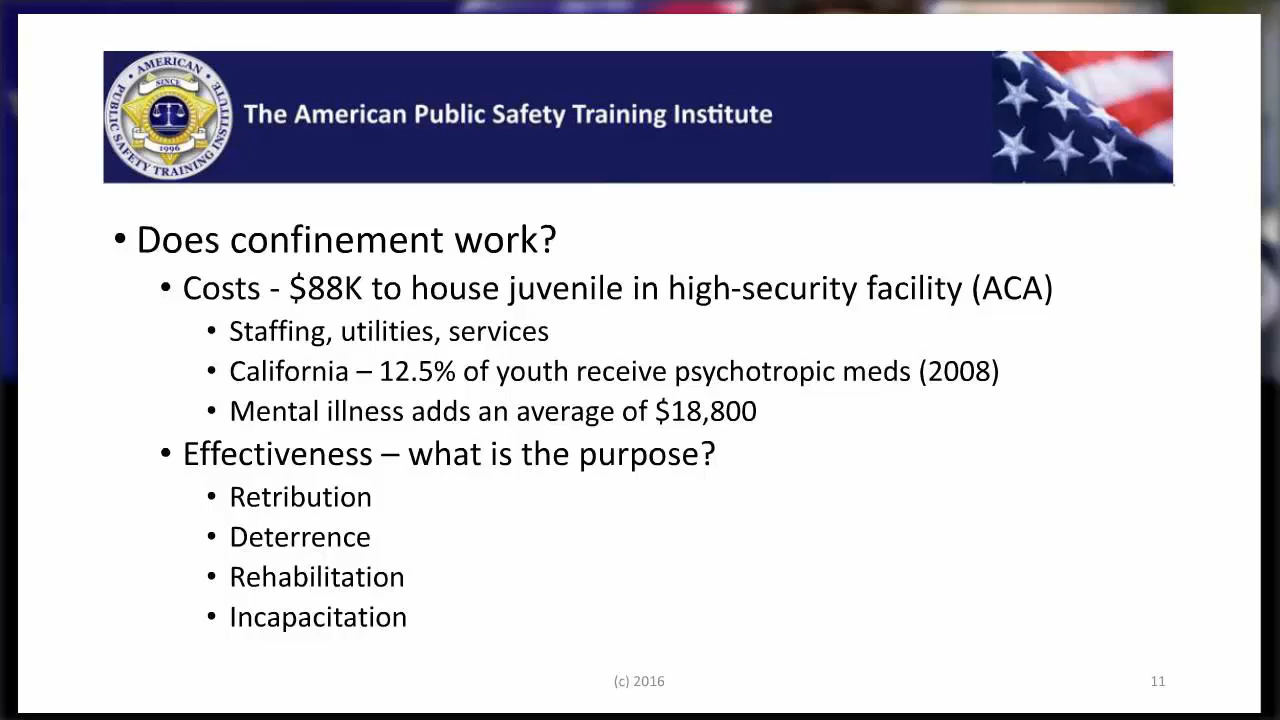 AMERICAN
PUBLIC SAFETY TRAINING INSTITUTE
SINCE
1996
The American Public Safety Training Institute
• Does confinement work?
• Costs - $88K to house juvenile in high-security facility (ACA)
• Staffing, utilities, services
• California – 12.5% of youth receive psychotropic meds (2008)
• Mental illness adds an average of $18,800
• Effectiveness – what is the purpose?
• Retribution
• Deterrence
• Rehabilitation
• Incapacitation
(c) 2016
11